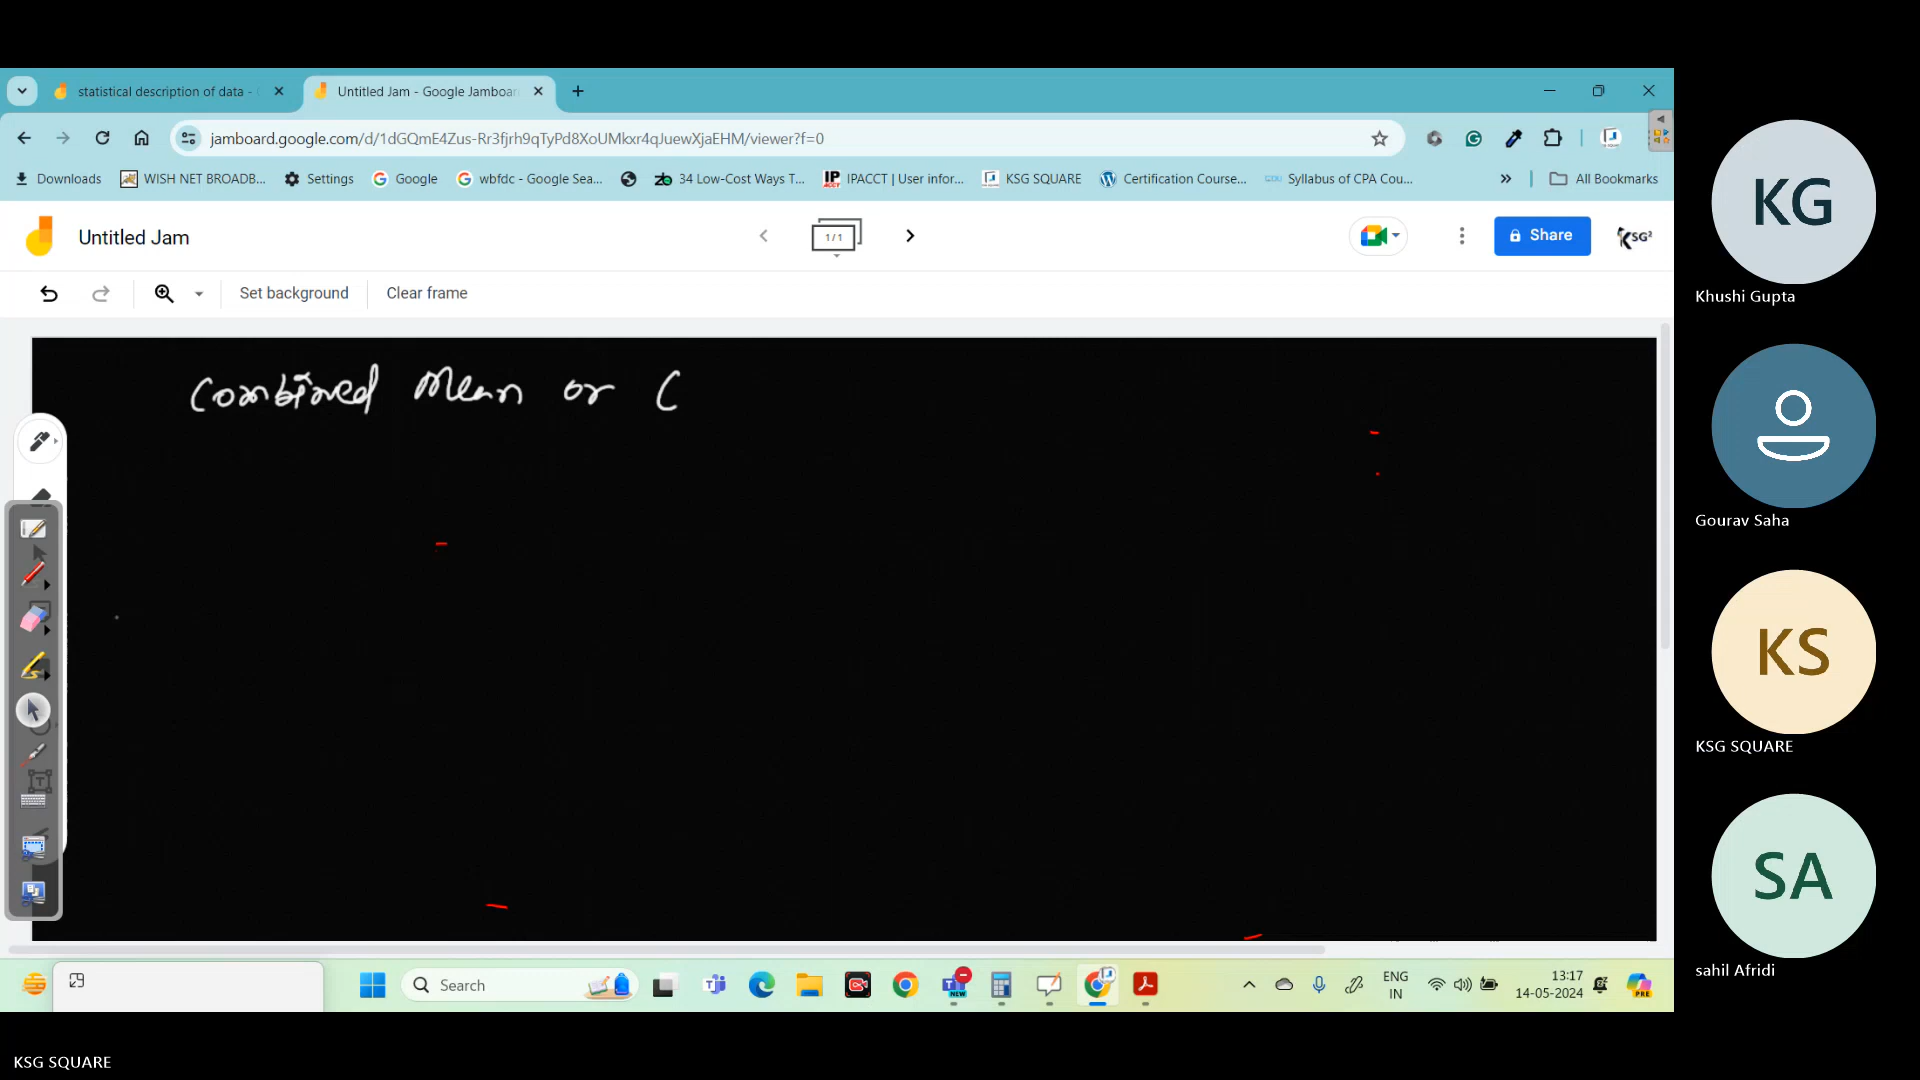 statistical description of data -
Untitled Jam - Google Jamboar
jamboard.google.com/d/1dGQmE4Zus-Rr3fjrh9qTyPd8XoUMkxr4qJuewXjaEHM/viewer?f=0
Downloads WISH NET BROADB... Settings Google wbfdc - Google Sea... 34 Low-Cost Ways T... IPACCT | User infor... KSG SQUARE Certification Course... Syllabus of CPA Cou... » All Bookmarks
Untitled Jam
1/1
Share
KSG²
Set background Clear frame
Combined Mean or C
KG
Khushi Gupta
Gourav Saha
KS
KSG SQUARE
SA
sahil Afridi
Search
ENG
IN
13:17
14-05-2024
KSG SQUARE